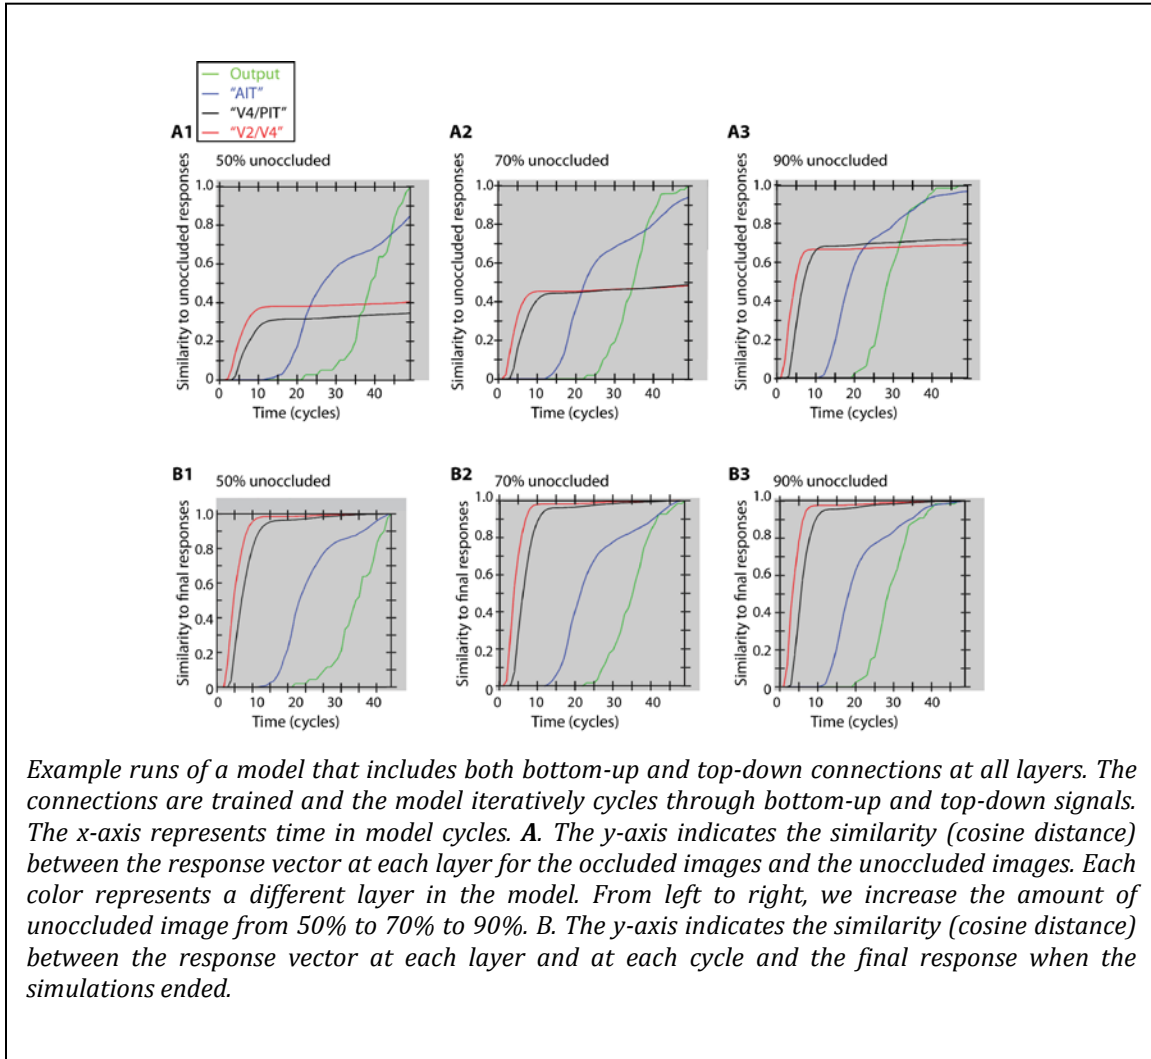 Output
"AIT"
"V4/PIT"
"V2/V4"
A1
50% unoccluded
Similarity to unoccluded responses
1.0
0.8
0.6
0.4
0.2
0
0 10 20 30 40
Time (cycles)
A2
70% unoccluded
Similarity to unoccluded responses
1.0
0.8
0.6
0.4
0.2
0
0 10 20 30 40
Time (cycles)
A3
90% unoccluded
Similarity to unoccluded responses
1.0
0.8
0.6
0.4
0.2
0
0 10 20 30 40
Time (cycles)
B1
50% unoccluded
Similarity to final responses
1.0
0.8
0.6
0.4
0.2
0
0 10 20 30 40
Time (cycles)
B2
70% unoccluded
Similarity to final responses
1.0
0.8
0.6
0.4
0.2
0
0 10 20 30 40
Time (cycles)
B3
90% unoccluded
Similarity to final responses
1.0
0.8
0.6
0.4
0.2
0
0 10 20 30 40
Time (cycles)
Example runs of a model that includes both bottom-up and top-down connections at all layers. The
connections are trained and the model iteratively cycles through bottom-up and top-down signals.
The x-axis represents time in model cycles. A. The y-axis indicates the similarity (cosine distance)
between the response vector at each layer for the occluded images and the unoccluded images. Each
color represents a different layer in the model. From left to right, we increase the amount of
unoccluded image from 50% to 70% to 90%. B. The y-axis indicates the similarity (cosine distance)
between the response vector at each layer and at each cycle and the final response when the
simulations ended.